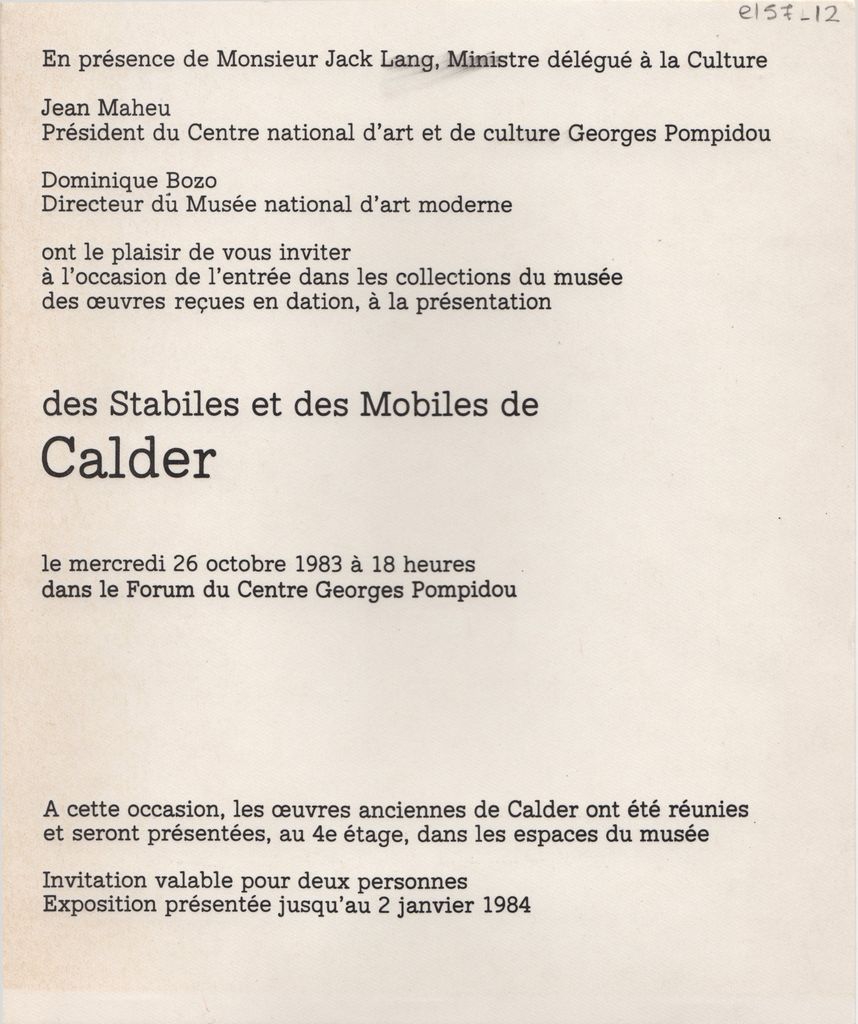 e157-12
En présence de Monsieur Jack Lang, Ministre délégué à la Culture
Jean Maheu
Président du Centre national d'art et de culture Georges Pompidou
Dominique Bozo
Directeur du Musée national d'art moderne
ont le plaisir de vous inviter
à l'occasion de l'entrée dans les collections du musée
des œuvres reçues en dation, à la présentation
des Stabiles et des Mobiles de
Calder
le mercredi 26 octobre 1983 à 18 heures
dans le Forum du Centre Georges Pompidou
A cette occasion, les œuvres anciennes de Calder ont été réunies
et seront présentées, au 4e étage, dans les espaces du musée
Invitation valable pour deux personnes
Exposition présentée jusqu'au 2 janvier 1984